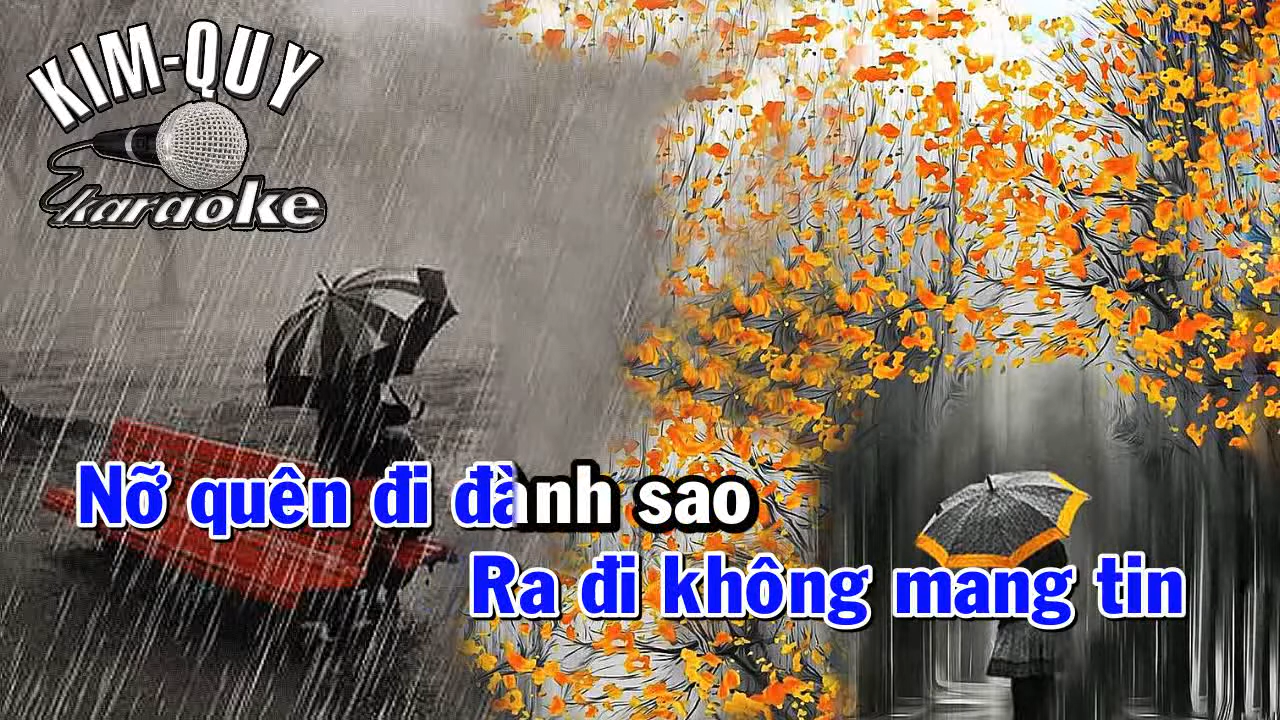 KIM-QUY
karaoke
Nỡ quên đi đành sao
Ra đi không mang tin